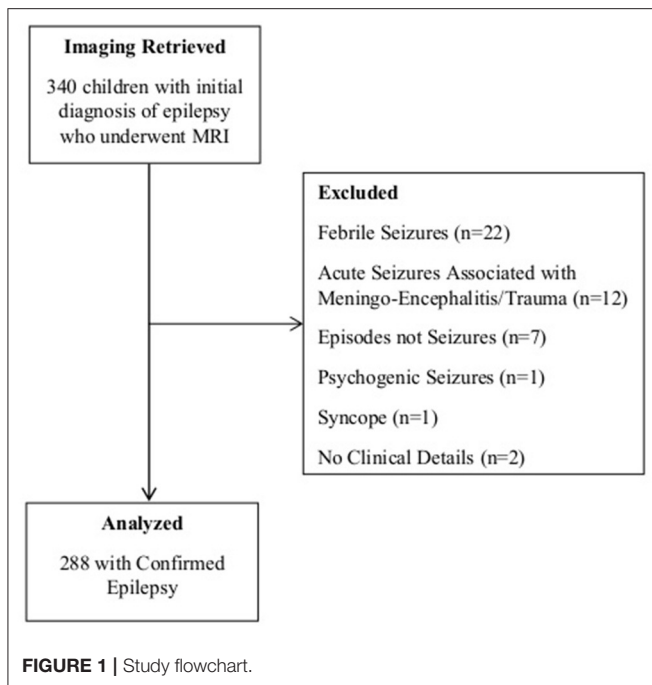 Imaging Retrieved
340 children with initial
diagnosis of epilepsy
who underwent MRI
Excluded
Febrile Seizures (n=22)
Acute Seizures Associated with
Meningo-Encephalitis/Trauma (n=12)
Episodes not Seizures (n=7)
Psychogenic Seizures (n=1)
Syncope (n=1)
No Clinical Details (n=2)
Analyzed
288 with Confirmed
Epilepsy
FIGURE 1 | Study flowchart.